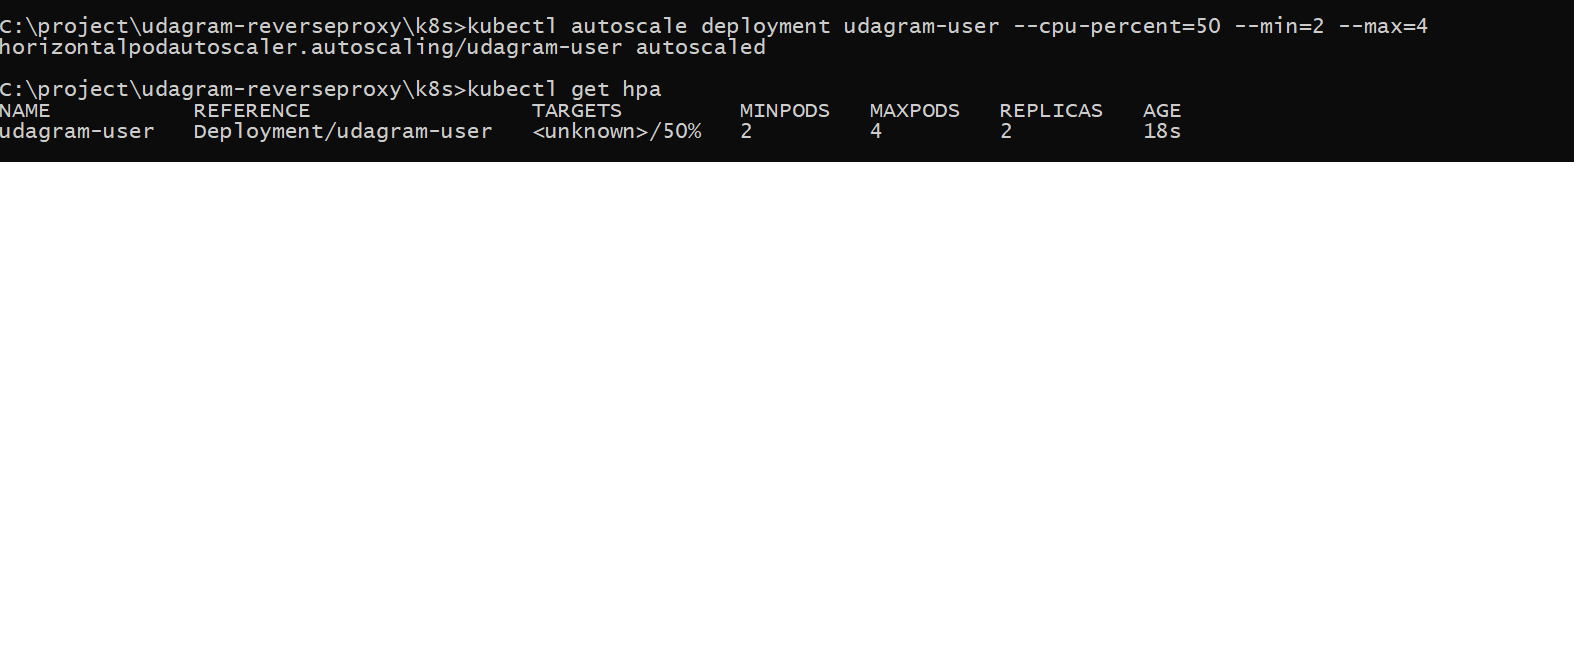 C:\project\udagram-reverseproxy\k8s>kubectl autoscale deployment udagram-user --cpu-percent=50 --min=2 --max=4
horizontalpodautoscaler.autoscaling/udagram-user autoscaled
C:\project\udagram-reverseproxy\k8s>kubectl get hpa
NAME REFERENCE TARGETS MINPODS MAXPODS REPLICAS AGE
udagram-user Deployment/udagram-user <unknown>/50% 2 4 2 18s